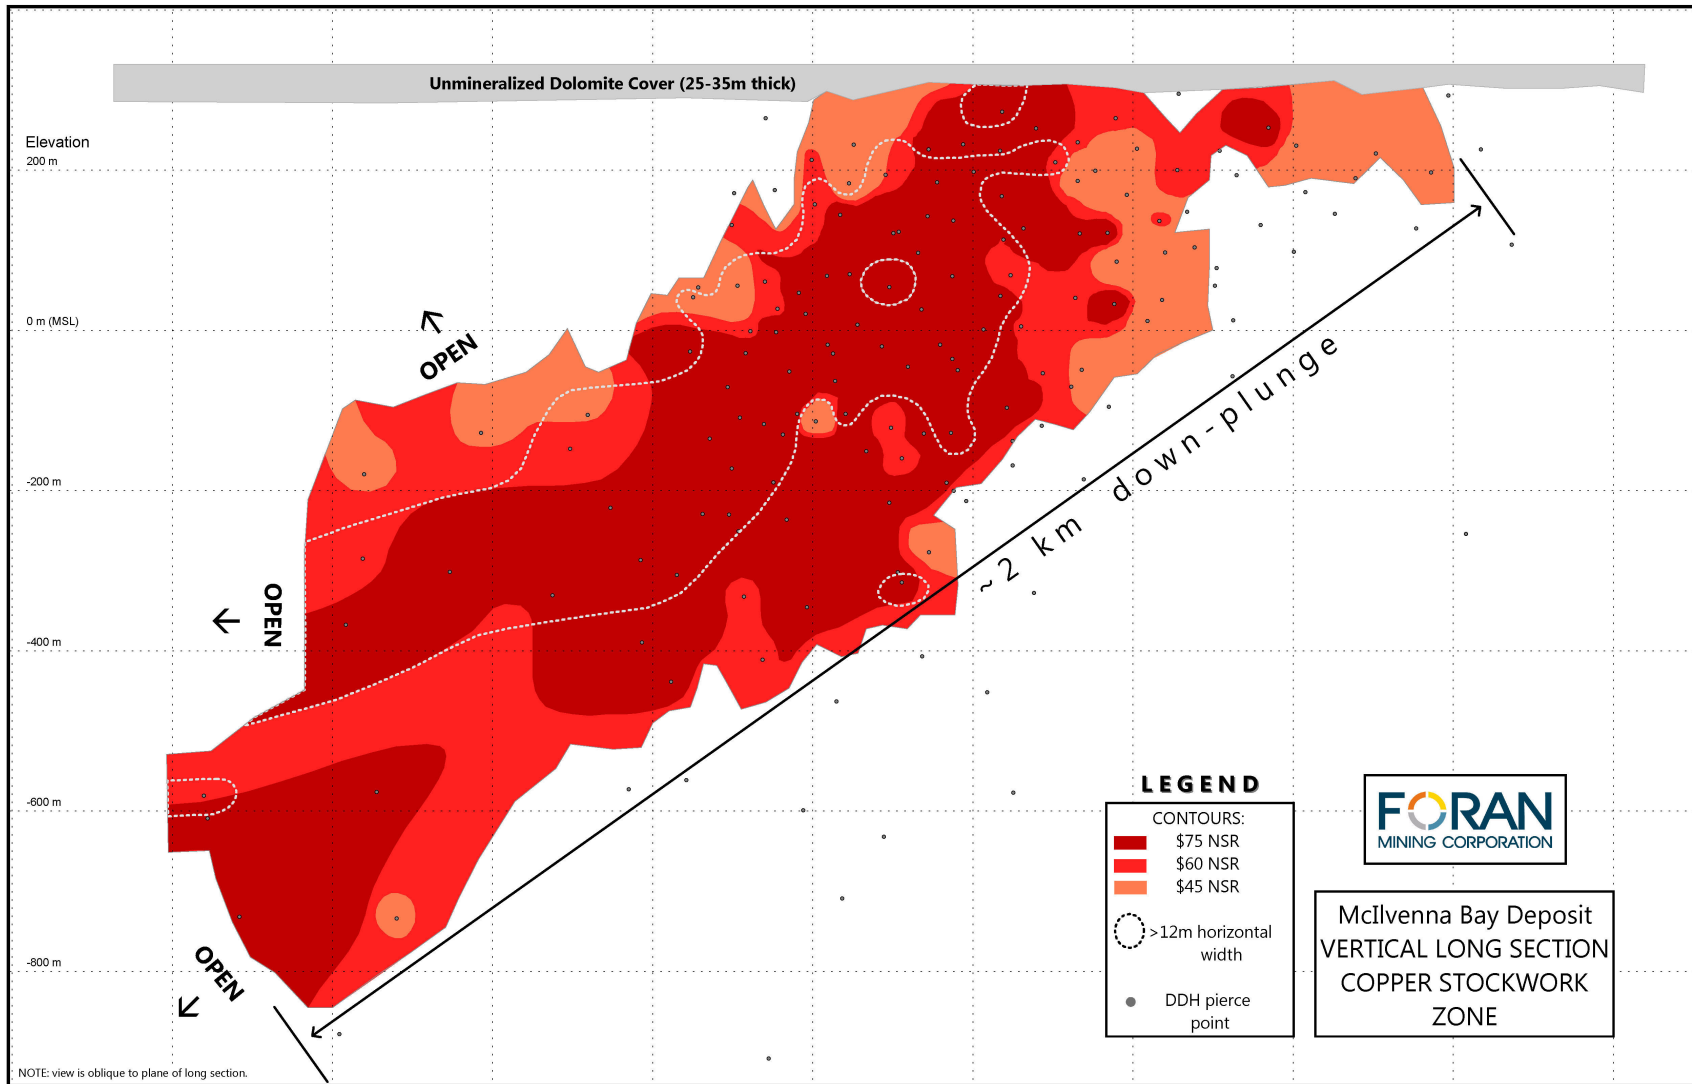 Unmineralized Dolomite Cover (25-35m thick)
Elevation
200 m
0 m (MSL)
-200 m
-400 m
-600 m
-800 m
OPEN
OPEN
OPEN
~2 km down-plunge
LEGEND
CONTOURS:
$75 NSR
$60 NSR
$45 NSR
>12m horizontal
width
DDH pierce
point
FORAN
MINING CORPORATION
McIlvenna Bay Deposit
VERTICAL LONG SECTION
COPPER STOCKWORK
ZONE
NOTE: view is oblique to plane of long section.